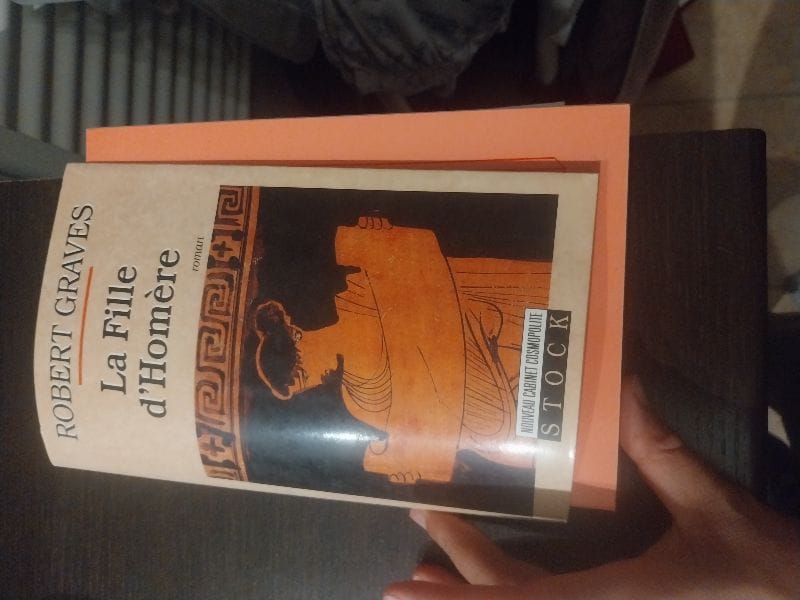 ROBERT GRAVES
La Fille
d'Homère
roman
NOUVEAU CABINET COSMOPOLITE
STOCK